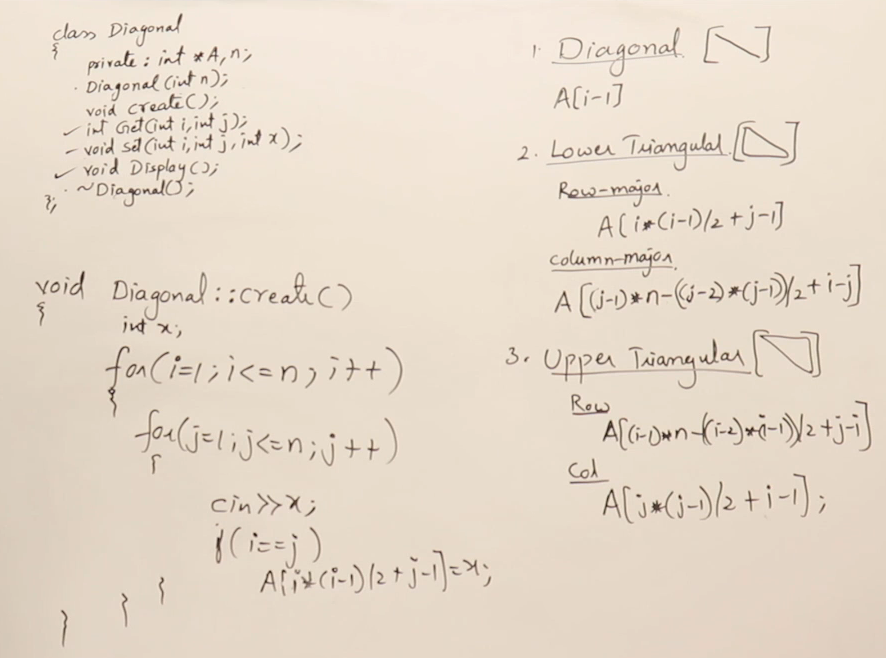 class Diagonal
{
private: int *A, n;
Diagonal(int n);
void create();
✓ int Get(int i, int j);
– void set(int i, int j, int x);
✓ void Display();
~Diagonal();
};
void Diagonal::create()
{
int x;
for(i=1; i<=n; i++)
{
for(j=1; j<=n; j++)
{
cin>>x;
if(i==j)
A[i*(i-1)/2+j-1]=x;
}
}
}
1. Diagonal
A[i-1]
2. Lower Triangular
Row-major
A[i*(i-1)/2+j-1]
column-major
A[(j-1)*n-((j-2)*(j-1))/2+i-j]
3. Upper Triangular
Row
A[(i-1)*n-((i-2)*(i-1))/2+j-i]
Col
A[j*(j-1)/2+i-1];